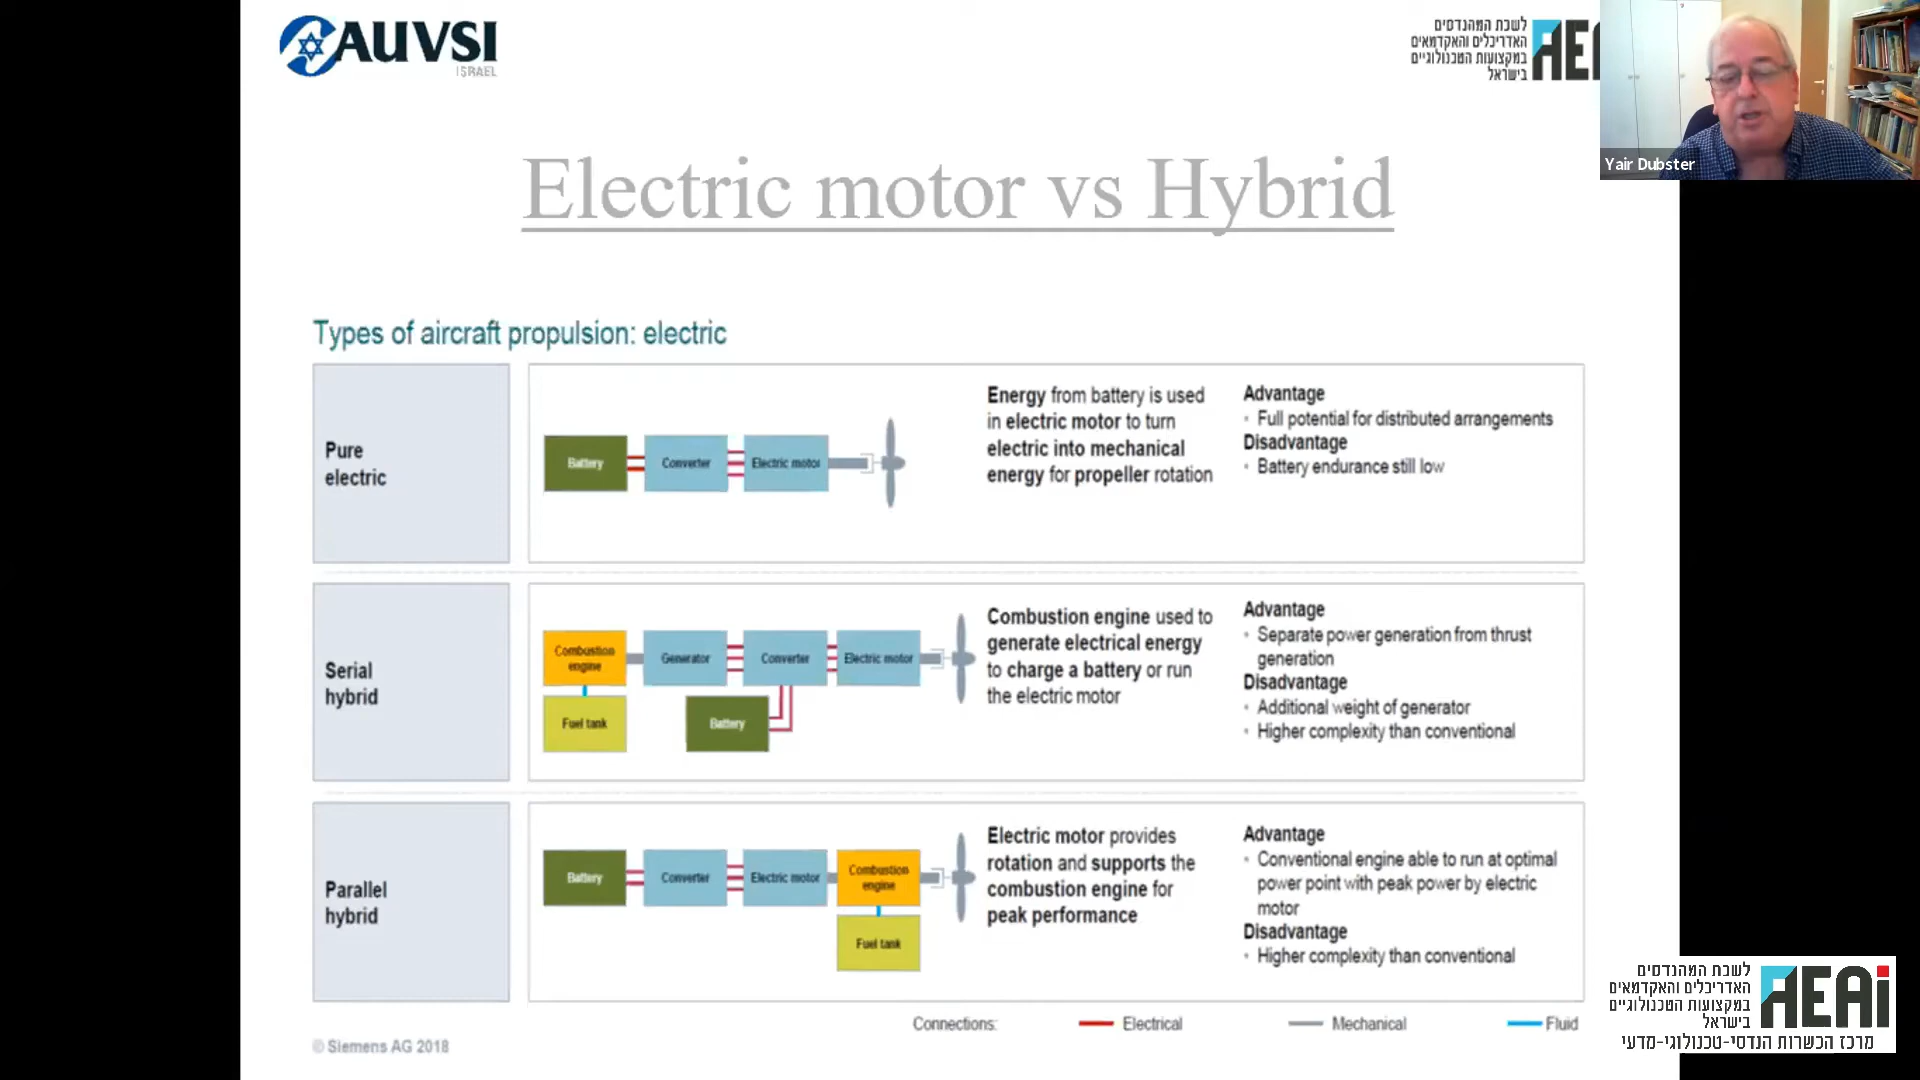 AUVSI
ISRAEL
לשכת המהנדסים
האדריכלים והאקדמאים
במקצועות הטכנולוגיים
בישראל
AE
Yair Dubster
Electric motor vs Hybrid
Types of aircraft propulsion: electric
Pure
electric
Battery
Converter
Electric motor
Energy from battery is used
in electric motor to turn
electric into mechanical
energy for propeller rotation
Advantage
• Full potential for distributed arrangements
Disadvantage
• Battery endurance still low
Serial
hybrid
Combustion
engine
Generator
Converter
Electric motor
Fuel tank
Battery
Combustion engine used to
generate electrical energy
to charge a battery or run
the electric motor
Advantage
• Separate power generation from thrust
generation
Disadvantage
• Additional weight of generator
• Higher complexity than conventional
Parallel
hybrid
Battery
Converter
Electric motor
Combustion
engine
Fuel tank
Electric motor provides
rotation and supports the
combustion engine for
peak performance
Advantage
• Conventional engine able to run at optimal
power point with peak power by electric
motor
Disadvantage
• Higher complexity than conventional
Connections:
Electrical
Mechanical
Fluid
© Siemens AG 2018
לשכת המהנדסים
האדריכלים והאקדמאים
במקצועות הטכנולוגיים
בישראל
AEAi
מרכז הכשרות הנדסי-טכנולוגי-מדעי